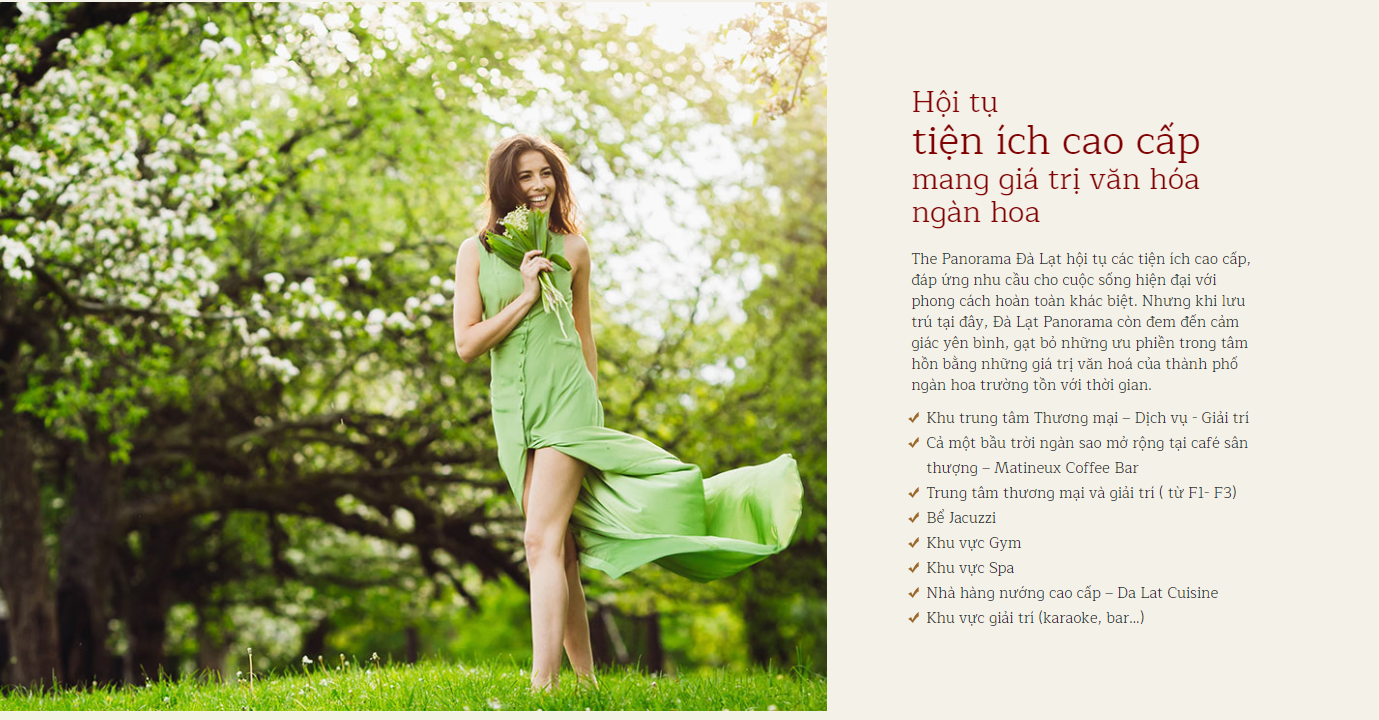 Hội tụ
tiện ích cao cấp
mang giá trị văn hóa
ngàn hoa
The Panorama Đà Lạt hội tụ các tiện ích cao cấp,
đáp ứng nhu cầu cho cuộc sống hiện đại với
phong cách hoàn toàn khác biệt. Nhưng khi lưu
trú tại đây, Đà Lạt Panorama còn đem đến cảm
giác yên bình, gạt bỏ những ưu phiền trong tâm
hồn bằng những giá trị văn hoá của thành phố
ngàn hoa trường tồn với thời gian.
Khu trung tâm Thương mại – Dịch vụ - Giải trí
Cả một bầu trời ngàn sao mở rộng tại café sân
thượng – Matineux Coffee Bar
Trung tâm thương mại và giải trí ( từ F1- F3)
Bể Jacuzzi
Khu vực Gym
Khu vực Spa
Nhà hàng nướng cao cấp – Da Lat Cuisine
Khu vực giải trí (karaoke, bar...)